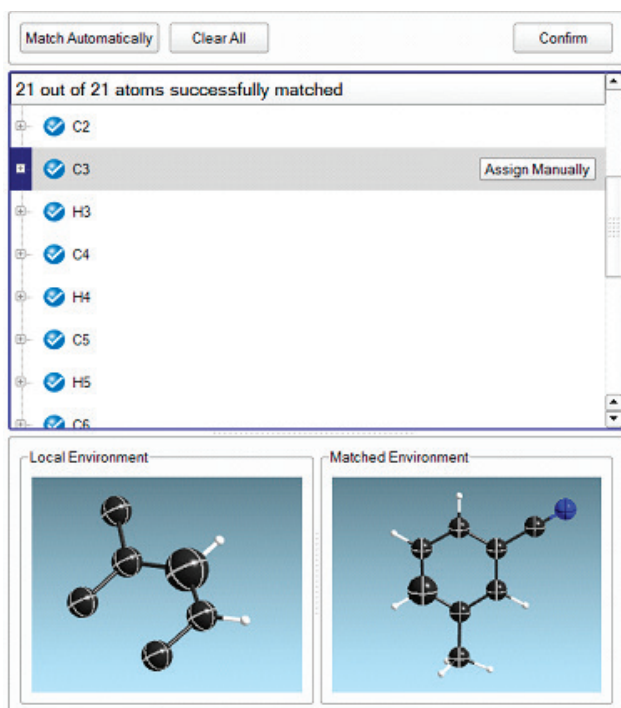 Match Automatically Clear All Confirm
21 out of 21 atoms successfully matched
C2
C3 Assign Manually
H3
C4
H4
C5
H5
C6
Local Environment Matched Environment